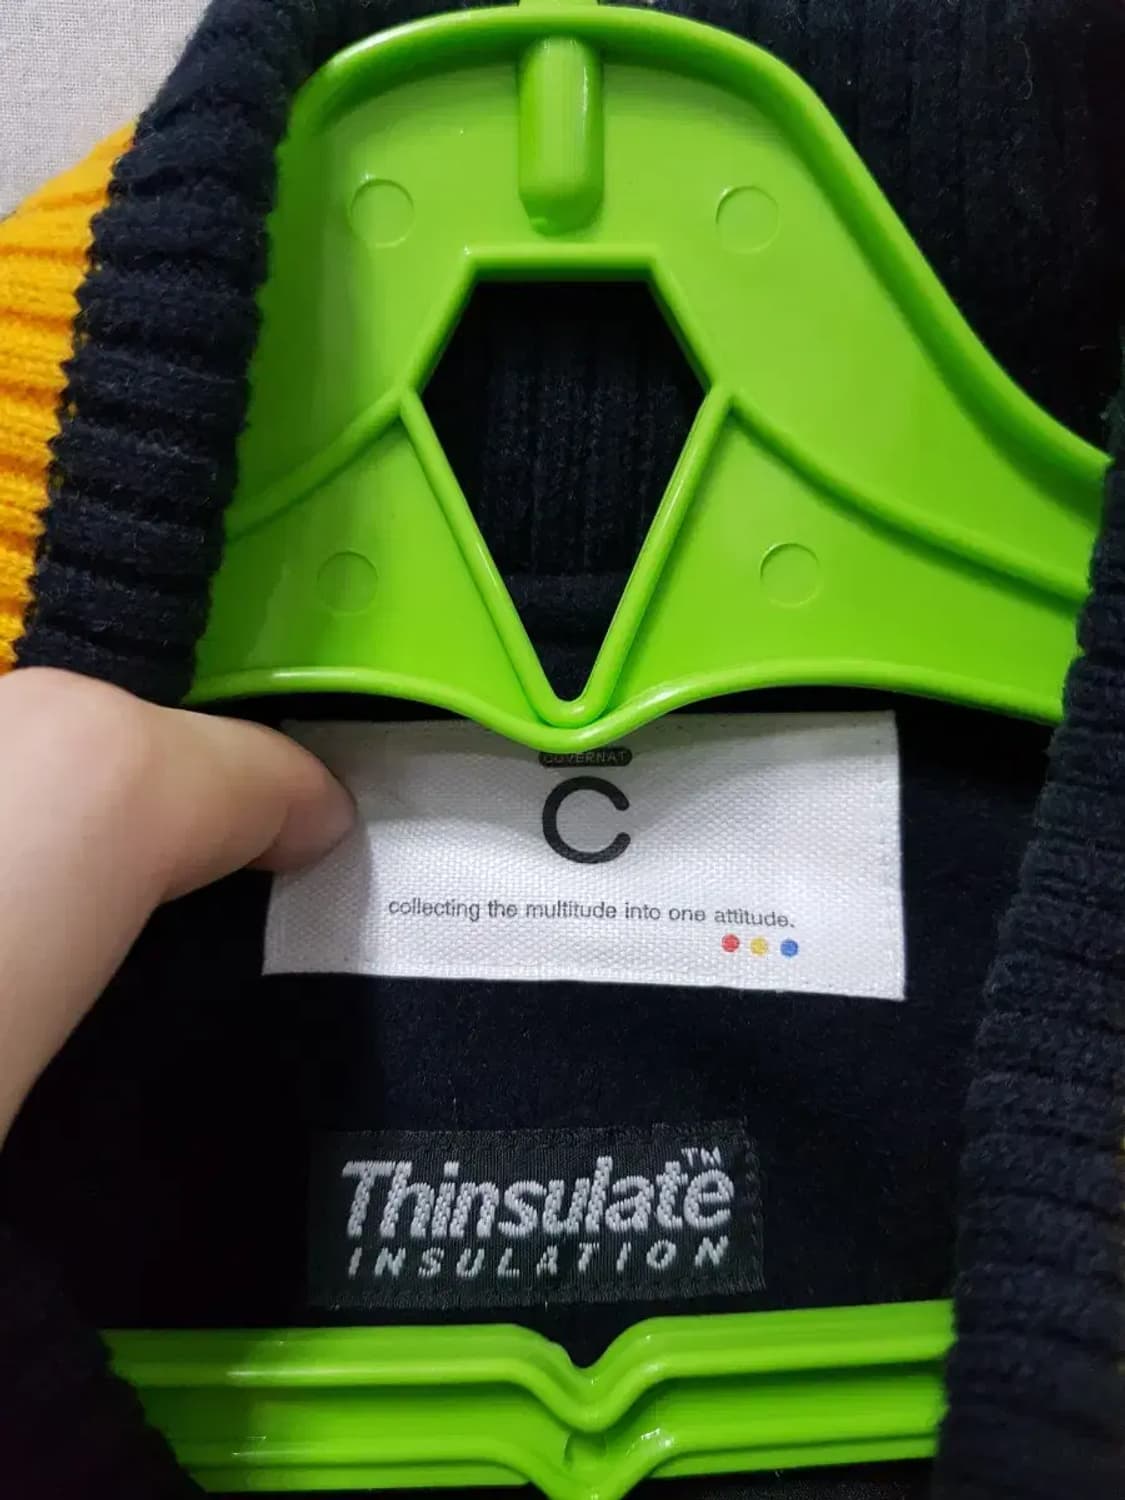 COVERNAT
C
collecting the multitude into one attitude.
Thinsulate™
INSULATION